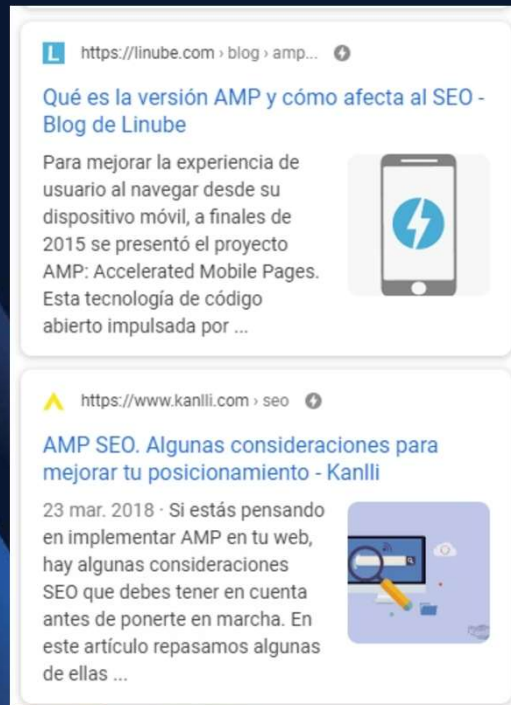 L https://linube.com › blog › amp...
Qué es la versión AMP y cómo afecta al SEO -
Blog de Linube
Para mejorar la experiencia de
usuario al navegar desde su
dispositivo móvil, a finales de
2015 se presentó el proyecto
AMP: Accelerated Mobile Pages.
Esta tecnología de código
abierto impulsada por ...
https://www.kanlli.com › seo
AMP SEO. Algunas consideraciones para
mejorar tu posicionamiento - Kanlli
23 mar. 2018 · Si estás pensando
en implementar AMP en tu web,
hay algunas consideraciones
SEO que debes tener en cuenta
antes de ponerte en marcha. En
este artículo repasamos algunas
de ellas ...